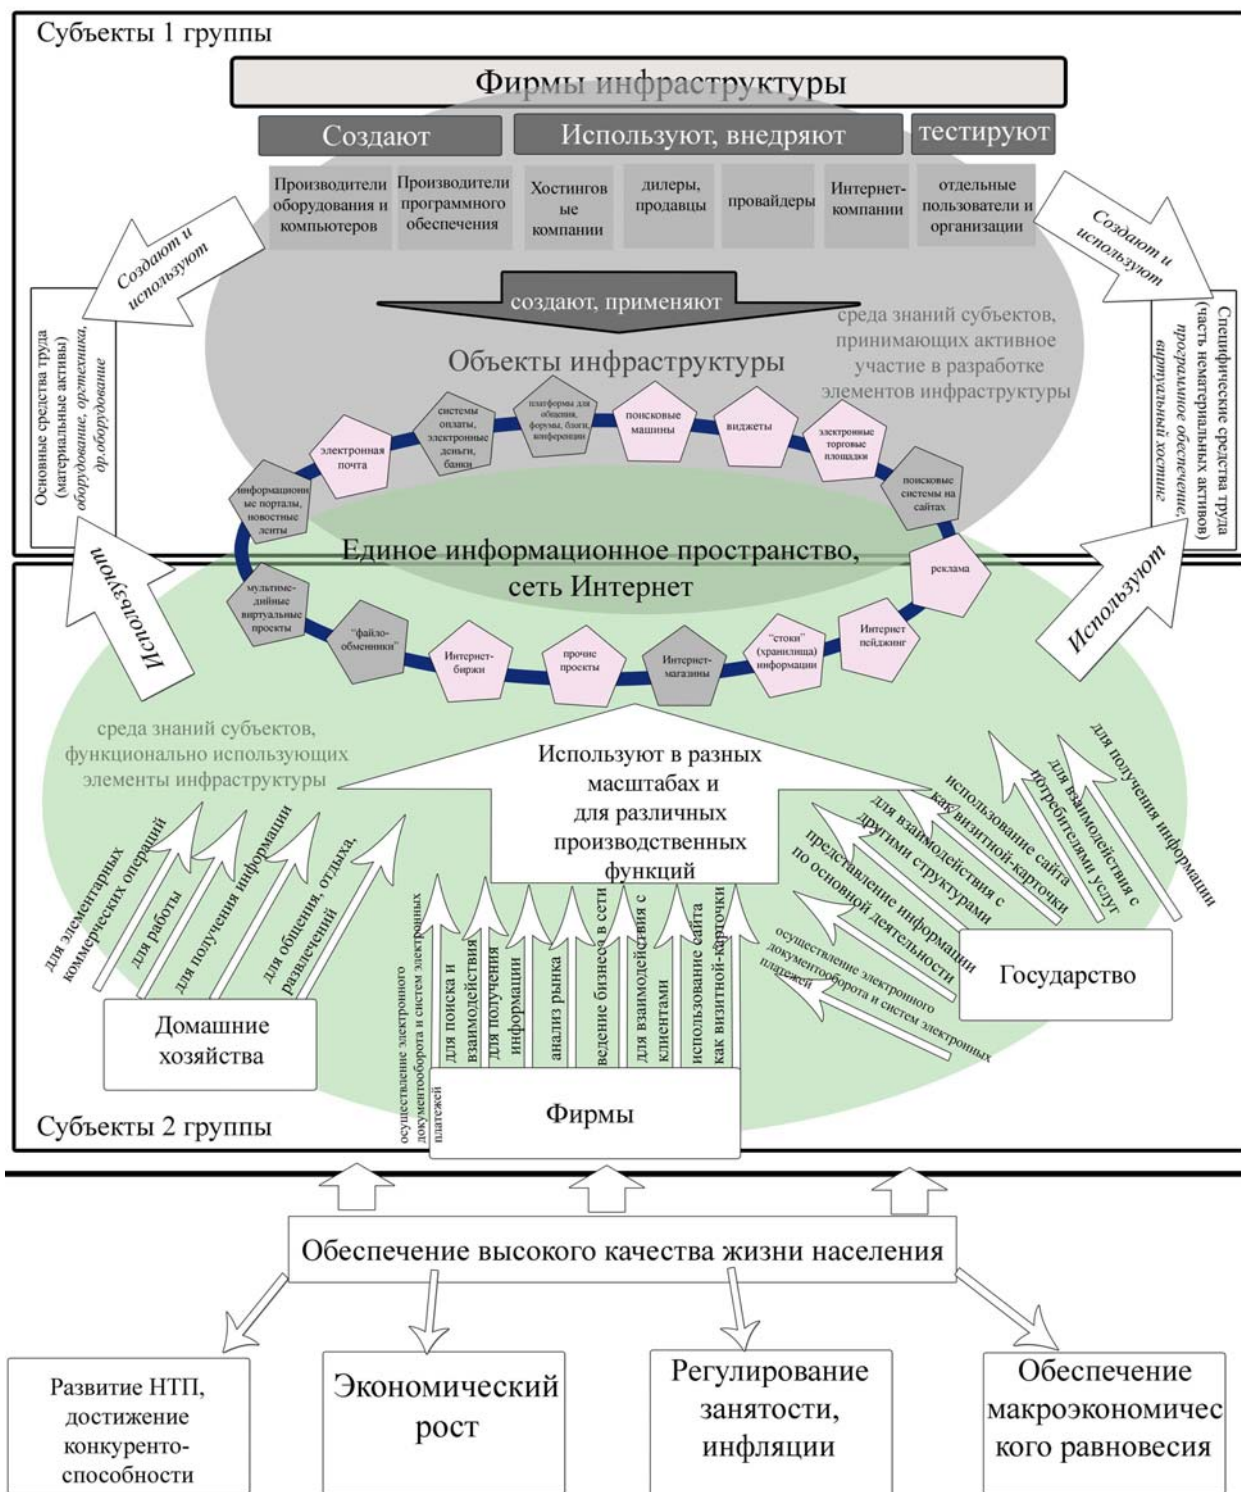 Субъекты 1 группы
Фирмы инфраструктуры
Создают
Используют, внедряют
тестируют
Производители
оборудования и
компьютеров
Производители
программного
обеспечения
Хостингов
ые
компании
дилеры,
продавцы
провайдеры
Интернет-
компании
отдельные
пользователи и
организации
Создают и
используют
Создают и
используют
Основные средства труда
(материальные активы)
оборудование, оргтехника,
др.оборудование
Специфические средства труда
(часть нематериальных активов)
программное обеспечение,
виртуальный хостинг
создают, применяют
среда знаний субъектов,
принимающих активное
участие в разработке
элементов инфраструктуры
Объекты инфраструктуры
информационн
ые порталы,
новостные
ленты
электронная
почта
системы
оплаты,
электронные
деньги,
банки
платформы для
общения,
форумы, блоги,
конференции
поисковые
машины
виджеты
электронные
торговые
площадки
поисковые
системы на
сайтах
реклама
Единое информационное пространство,
сеть Интернет
мультиме-
дийные
виртуальные
проекты
"файло-
обменники"
Интернет-
биржи
прочие
проекты
Интернет-
магазины
"стоки"
(хранилища)
информации
Интернет
пейджинг
Используют
Используют
среда знаний субъектов,
функционально использующих
элементы инфраструктуры
Используют в разных
масштабах и
для различных
производственных
функций
для элементарных
коммерческих операций
для работы
для получения информации
для общения, отдыха,
развлечений
Домашние
хозяйства
осуществление электронного
документооборота и систем электронных
платежей
для поиска и
взаимодействия
для получения
информации
анализ рынка
ведение бизнеса в сети
для взаимодействия с
клиентами
использование сайта
как визитной-карточки
Фирмы
осуществление электронного
документооборота и систем электронных
платежей
представление информации
по основной деятельности
для взаимодействия с
другими структурами
использование сайта
как визитной-карточки
для взаимодействия с
потребителями услуг
для получения информации
Государство
Субъекты 2 группы
Обеспечение высокого качества жизни населения
Развитие НТП,
достижение
конкуренто-
способности
Экономический
рост
Регулирование
занятости,
инфляции
Обеспечение
макроэкономичес
кого равновесия